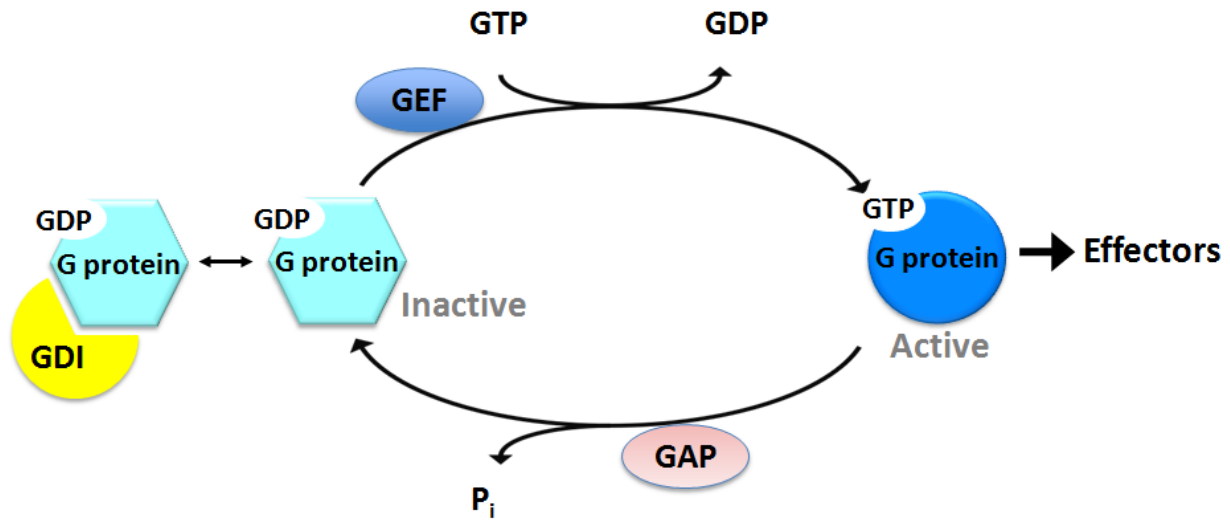 GTP
GDP
GEF
GDP
G protein
GDI
GDP
G protein
Inactive
GTP
G protein
Active
Effectors
GAP
Pi